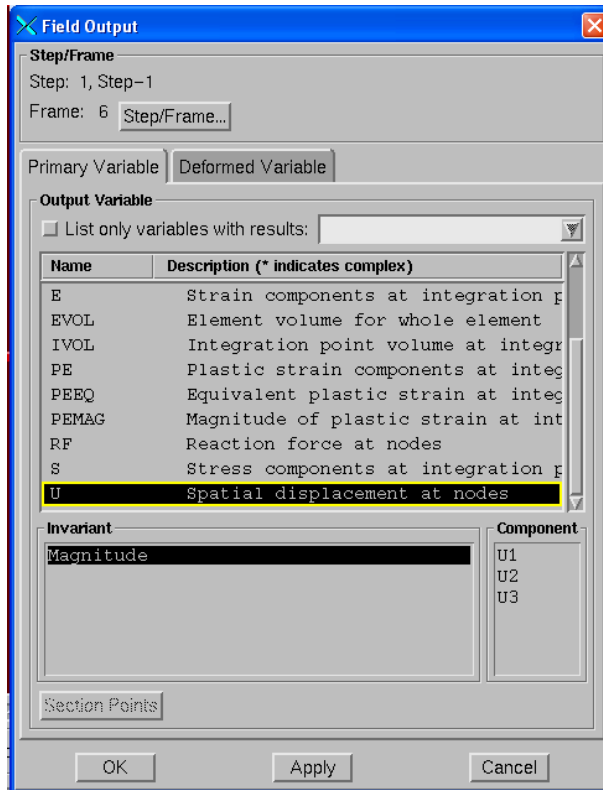 Field Output
Step/Frame
Step: 1, Step-1
Frame: 6 Step/Frame...
Primary Variable Deformed Variable
Output Variable
List only variables with results:
Name Description (* indicates complex)
E Strain components at integration p
EVOL Element volume for whole element
IVOL Integration point volume at integr
PE Plastic strain components at integ
PEEQ Equivalent plastic strain at integ
PEMAG Magnitude of plastic strain at int
RF Reaction force at nodes
S Stress components at integration p
U Spatial displacement at nodes
Invariant Component
Magnitude U1
U2
U3
Section Points
OK Apply Cancel